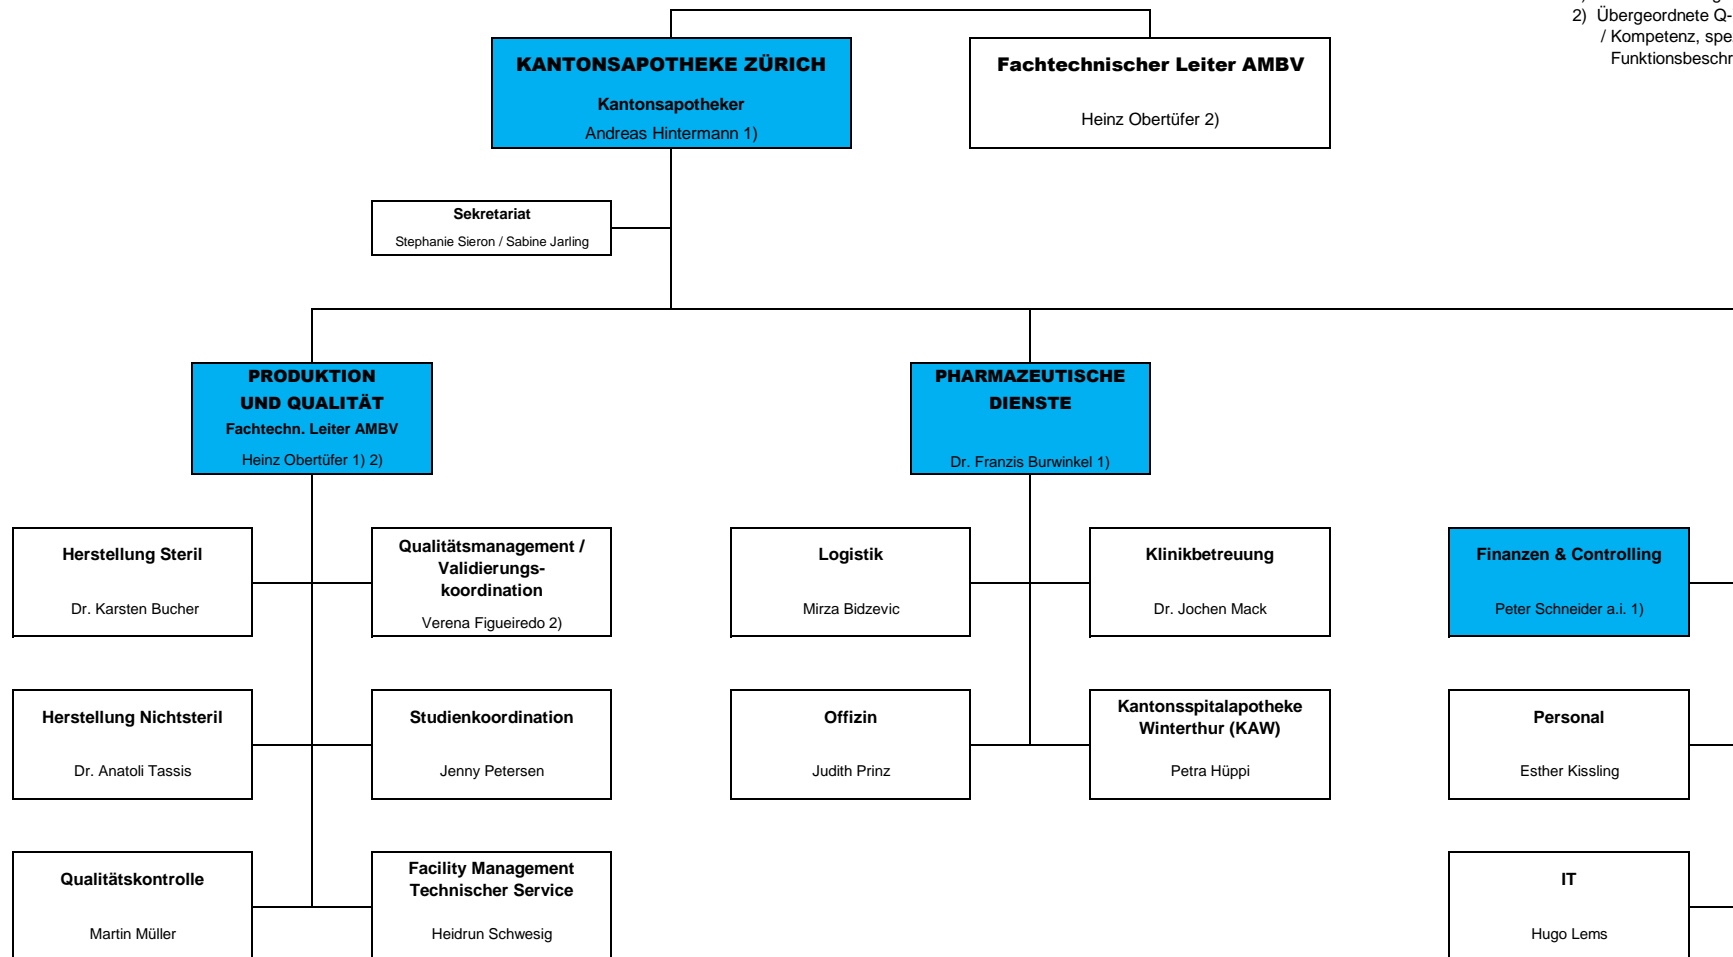 2) Übergeordnete Q-
/ Kompetenz, spe
Funktionsbeschr
KANTONSAPOTHEKE ZÜRICH
Kantonsapotheker
Andreas Hintermann 1)
Fachtechnischer Leiter AMBV
Heinz Obertüfer 2)
Sekretariat
Stephanie Sieron / Sabine Jarling
PRODUKTION
UND QUALITÄT
Fachtechn. Leiter AMBV
Heinz Obertüfer 1) 2)
PHARMAZEUTISCHE
DIENSTE
Dr. Franzis Burwinkel 1)
Herstellung Steril
Dr. Karsten Bucher
Qualitätsmanagement /
Validierungs-
koordination
Verena Figueiredo 2)
Logistik
Mirza Bidzevic
Klinikbetreuung
Dr. Jochen Mack
Finanzen & Controlling
Peter Schneider a.i. 1)
Herstellung Nichtsteril
Dr. Anatoli Tassis
Studienkoordination
Jenny Petersen
Offizin
Judith Prinz
Kantonsspitalapotheke
Winterthur (KAW)
Petra Hüppi
Personal
Esther Kissling
Qualitätskontrolle
Martin Müller
Facility Management
Technischer Service
Heidrun Schwesig
IT
Hugo Lems